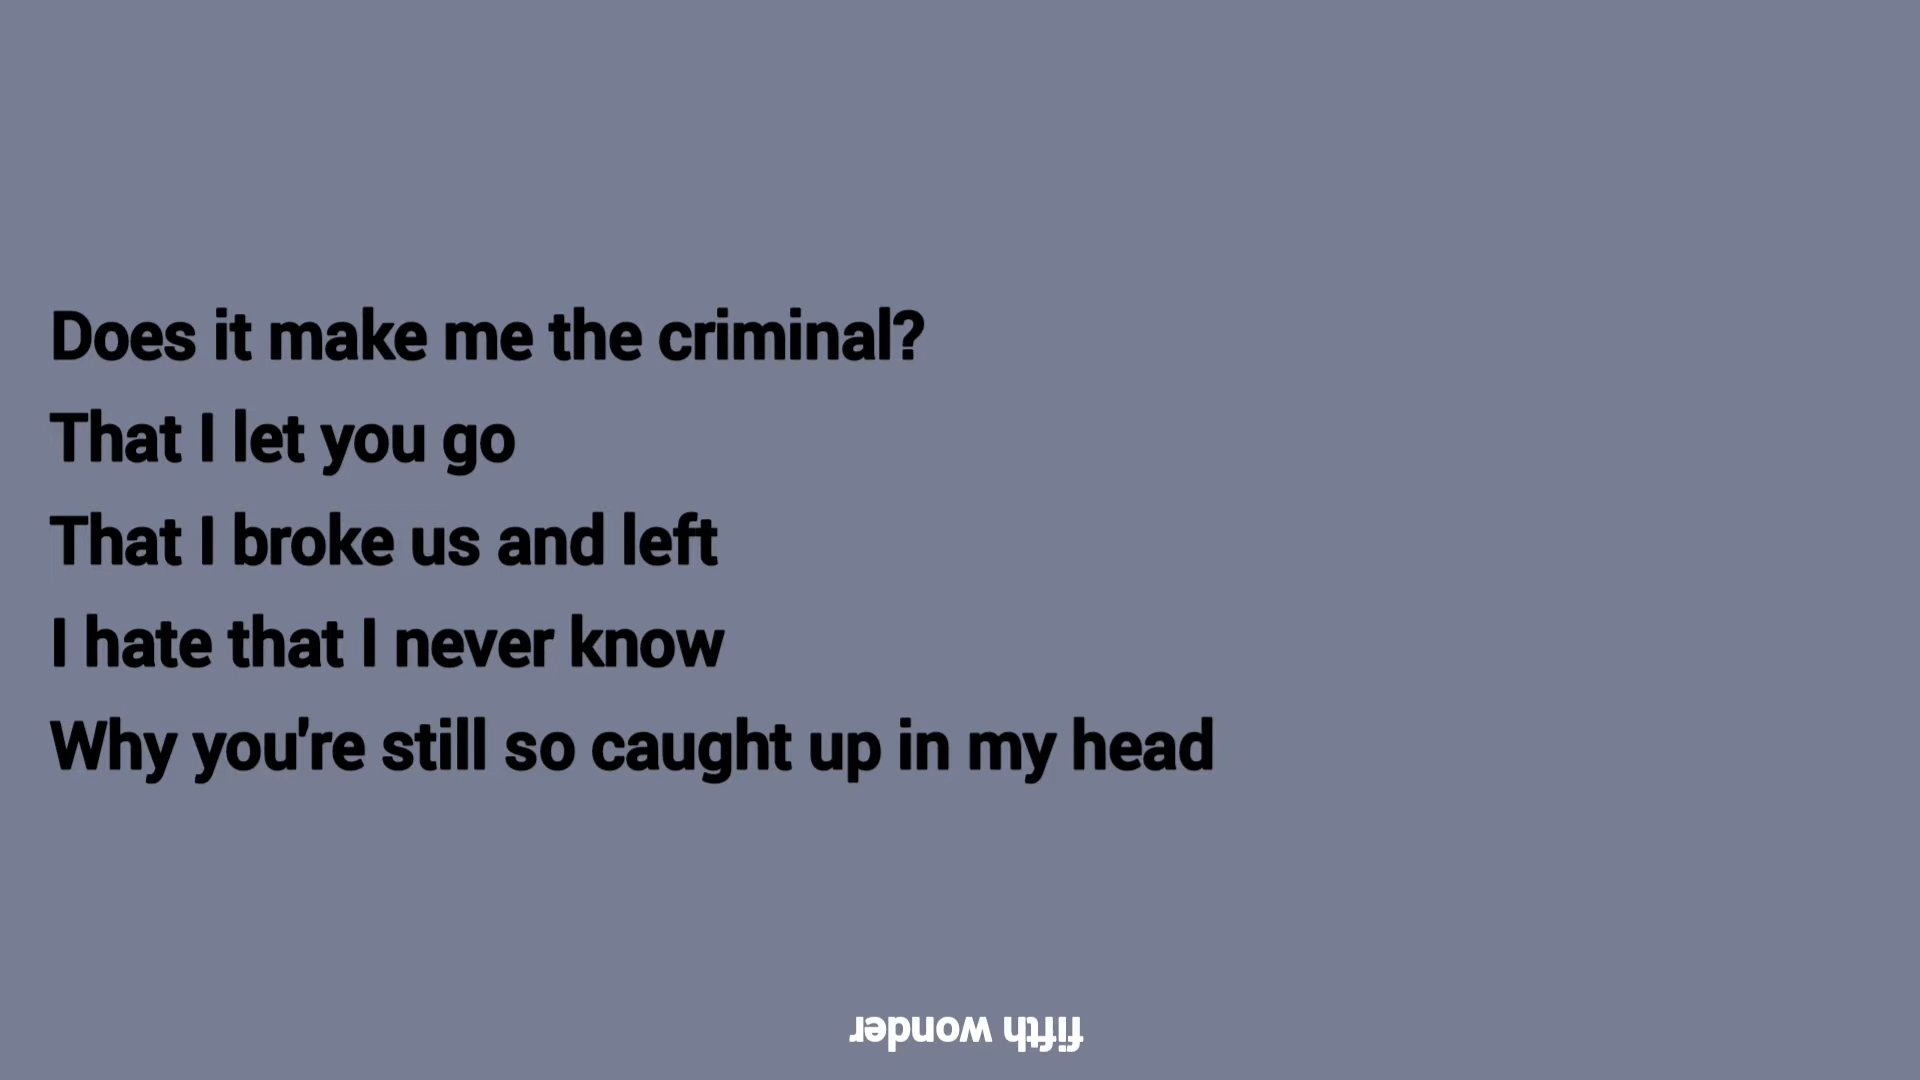 Does it make me the criminal?
That I let you go
That I broke us and left
I hate that I never know
Why you're still so caught up in my head
fifth wonder